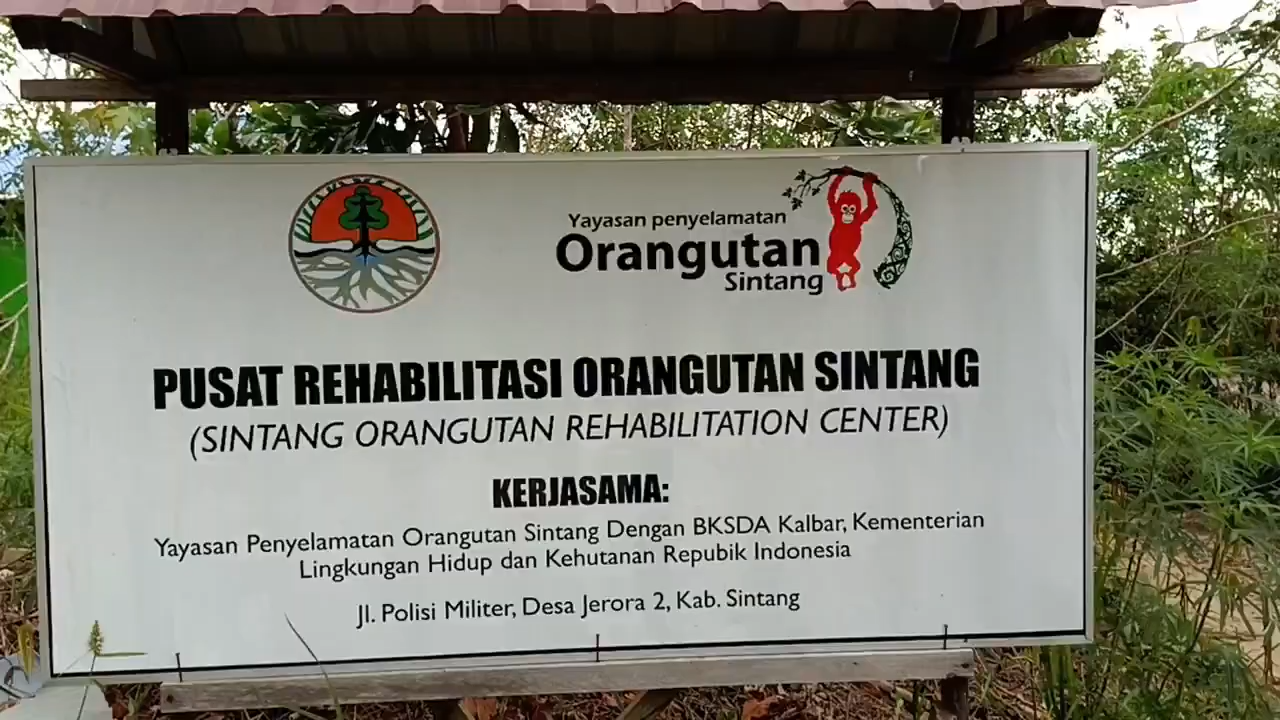 Yayasan penyelamatan
Orangutan
Sintang
PUSAT REHABILITASI ORANGUTAN SINTANG
(SINTANG ORANGUTAN REHABILITATION CENTER)
KERJASAMA:
Yayasan Penyelamatan Orangutan Sintang Dengan BKSDA Kalbar, Kementerian
Lingkungan Hidup dan Kehutanan Repubik Indonesia
Jl. Polisi Militer, Desa Jerora 2, Kab. Sintang